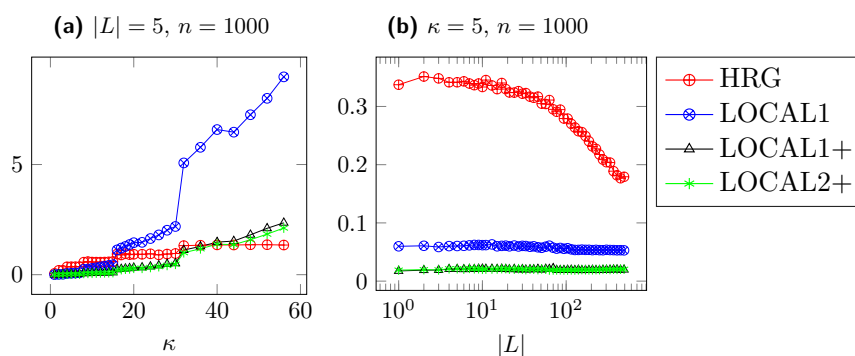 (a) |L| = 5, n = 1000
(b) κ = 5, n = 1000
5
0
0 20 40 60
κ
0.3
0.2
0.1
0
10^0 10^1 10^2
|L|
HRG
LOCAL1
LOCAL1+
LOCAL2+